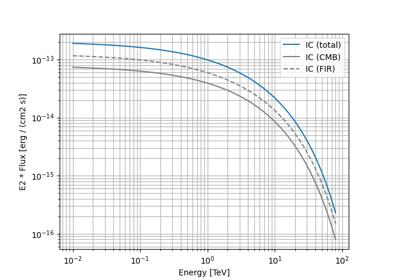 IC (total)
IC (CMB)
IC (FIR)
E2 * Flux [erg / (cm2 s)]
10⁻¹³
10⁻¹⁴
10⁻¹⁵
10⁻¹⁶
10⁻² 10⁻¹ 10⁰ 10¹ 10²
Energy [TeV]